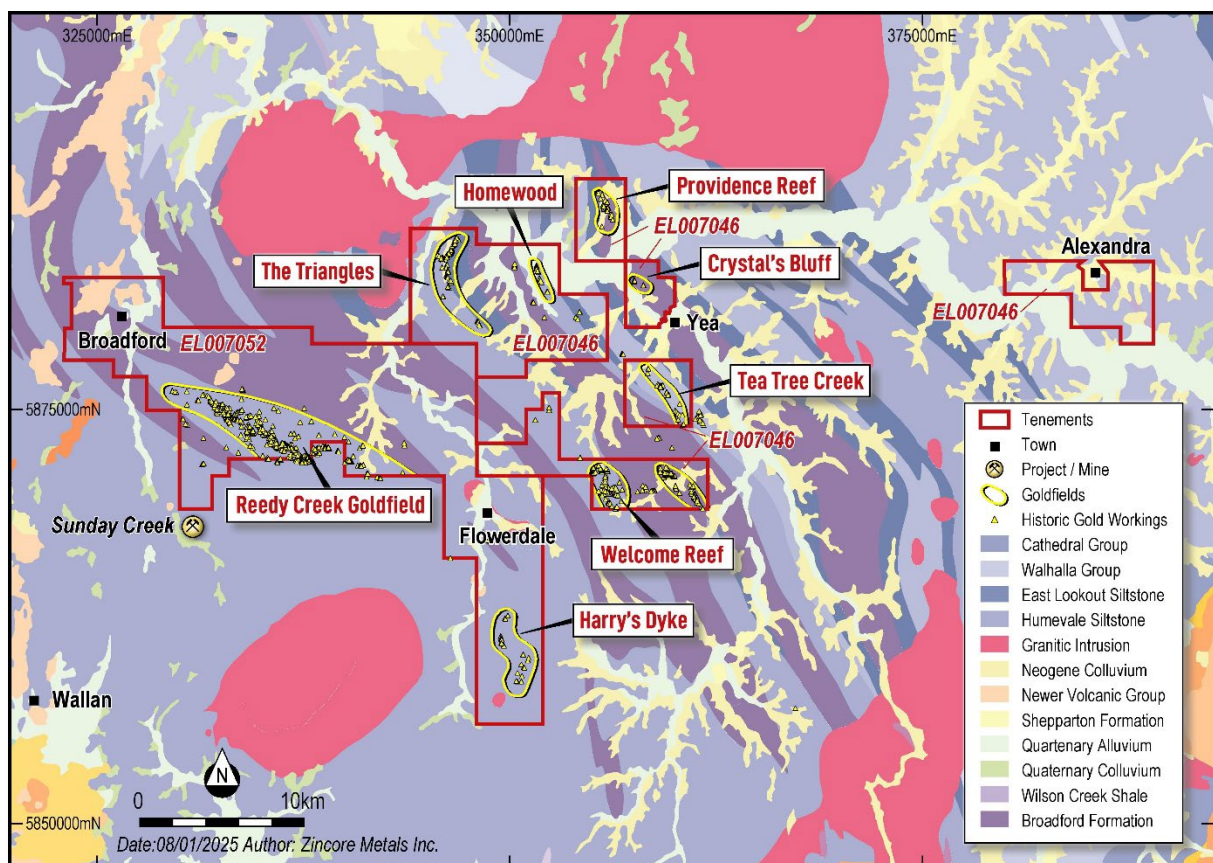 325000mE
350000mE
375000mE
Homewood
Providence Reef
EL007046
The Triangles
Crystal's Bluff
Alexandra
EL007046
Broadford
EL007052
EL007046
Yea
Tea Tree Creek
5875000mN
EL007046
Reedy Creek Goldfield
Sunday Creek
Flowerdale
Welcome Reef
Harry's Dyke
Wallan
Tenements
Town
Project / Mine
Goldfields
Historic Gold Workings
Cathedral Group
Walhalla Group
East Lookout Siltstone
Humevale Siltstone
Granitic Intrusion
Neogene Colluvium
Newer Volcanic Group
Shepparton Formation
Quartenary Alluvium
Quaternary Colluvium
Wilson Creek Shale
Broadford Formation
N
0 10km
5850000mN
Date:08/01/2025 Author: Zincore Metals Inc.